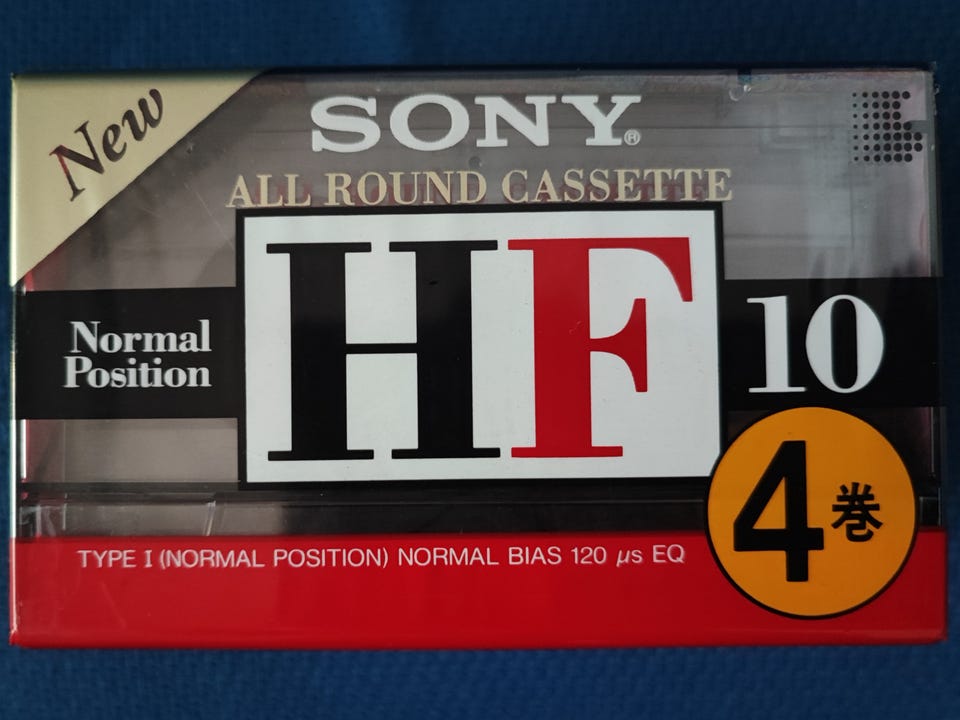 New
SONY®
ALL ROUND CASSETTE
HF
Normal
Position
10
4巻
TYPE I (NORMAL POSITION) NORMAL BIAS 120 μs EQ